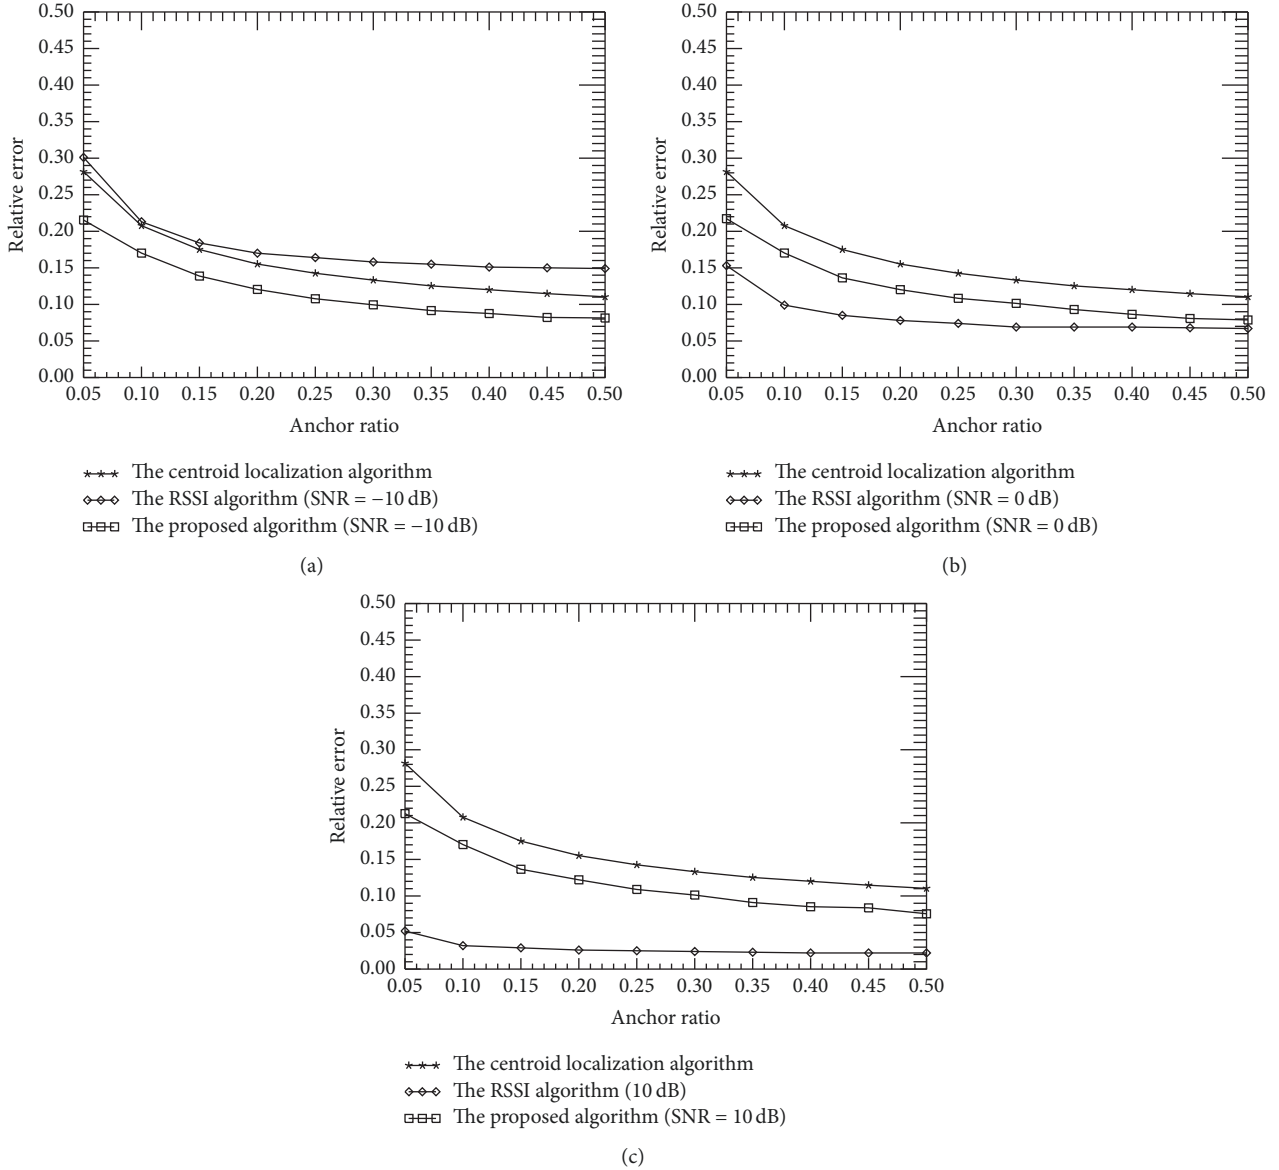 0.50
0.45
0.40
0.35
0.30
0.25
0.20
0.15
0.10
0.05
0.00
Relative error
0.05 0.10 0.15 0.20 0.25 0.30 0.35 0.40 0.45 0.50
Anchor ratio
The centroid localization algorithm
The RSSI algorithm (SNR = −10 dB)
The proposed algorithm (SNR = −10 dB)
(a)
0.50
0.45
0.40
0.35
0.30
0.25
0.20
0.15
0.10
0.05
0.00
Relative error
0.05 0.10 0.15 0.20 0.25 0.30 0.35 0.40 0.45 0.50
Anchor ratio
The centroid localization algorithm
The RSSI algorithm (SNR = 0 dB)
The proposed algorithm (SNR = 0 dB)
(b)
0.50
0.45
0.40
0.35
0.30
0.25
0.20
0.15
0.10
0.05
0.00
Relative error
0.05 0.10 0.15 0.20 0.25 0.30 0.35 0.40 0.45 0.50
Anchor ratio
The centroid localization algorithm
The RSSI algorithm (10 dB)
The proposed algorithm (SNR = 10 dB)
(c)